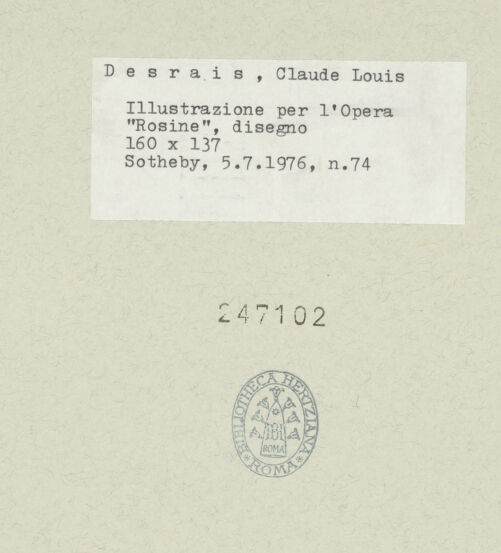 D e s r a i s , Claude Louis
Illustrazione per l'Opera
"Rosine", disegno
160 x 137
Sotheby, 5.7.1976, n.74
247102
BIBLIOTHECA HERTZIANA
ROMA
ROMA